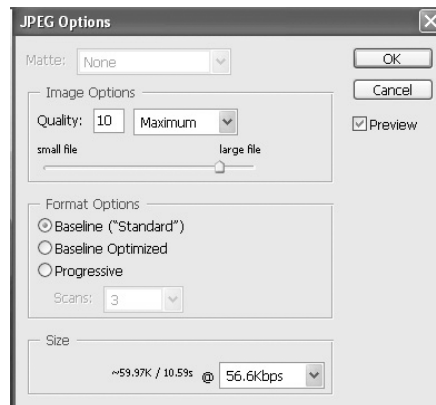 JPEG Options
Matte: None
OK
Image Options
Cancel
Quality: 10 Maximum
Preview
small file large file
Format Options
Baseline ("Standard")
Baseline Optimized
Progressive
Scans: 3
Size
~59.97K / 10.59s @ 56.6Kbps